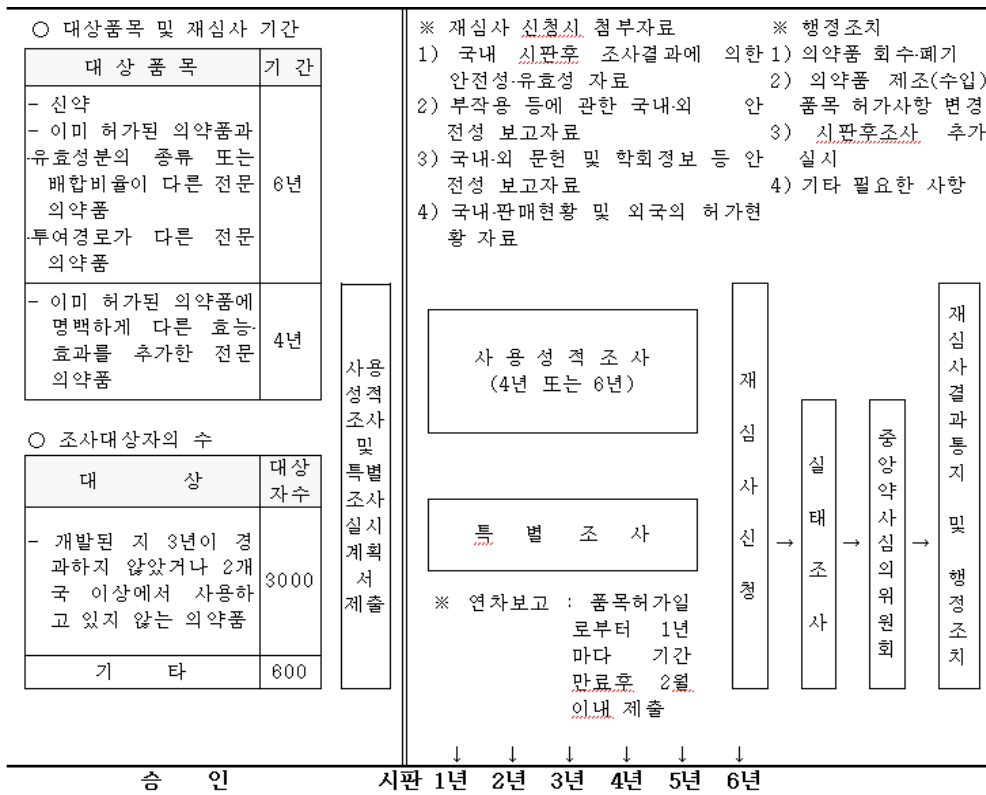 ○ 대상품목 및 재심사 기간
대 상 품 목
기 간
- 신약
- 이미 허가된 의약품과
·유효성분의 종류 또는
배합비율이 다른 전문
의약품
·투여경로가 다른 전문
의약품
6년
- 이미 허가된 의약품에
명백하게 다른 효능·
효과를 추가한 전문
의약품
4년
○ 조사대상자의 수
대 상
대상
자수
- 개발된 지 3년이 경
과하지 않았거나 2개
국 이상에서 사용하
고 있지 않는 의약품
3000
기 타
600
사용
성적
조사
및
특별
조사
실시
계획
서
제출
※ 재심사 신청시 첨부자료
1) 국내 시판후 조사결과에 의한
안전성·유효성 자료
2) 부작용 등에 관한 국내·외 안
전성 보고자료
3) 국내·외 문헌 및 학회정보 등 안
전성 보고자료
4) 국내·판매현황 및 외국의 허가현
황 자료
※ 행정조치
1) 의약품 회수·폐기
2) 의약품 제조(수입)
품목 허가사항 변경
3) 시판후조사 추가
실시
4) 기타 필요한 사항
사 용 성 적 조 사
(4년 또는 6년)
특 별 조 사
※ 연차보고 : 품목허가일
로부터 1년
마다 기간
만료후 2월
이내 제출
재
심
사
신
청
→
실
태
조
사
→
중
앙
약
사
심
의
위
원
회
→
재
심
사
결
과
통
지
및
행
정
조
치
↓ ↓ ↓ ↓ ↓ ↓
승 인 시판 1년 2년 3년 4년 5년 6년